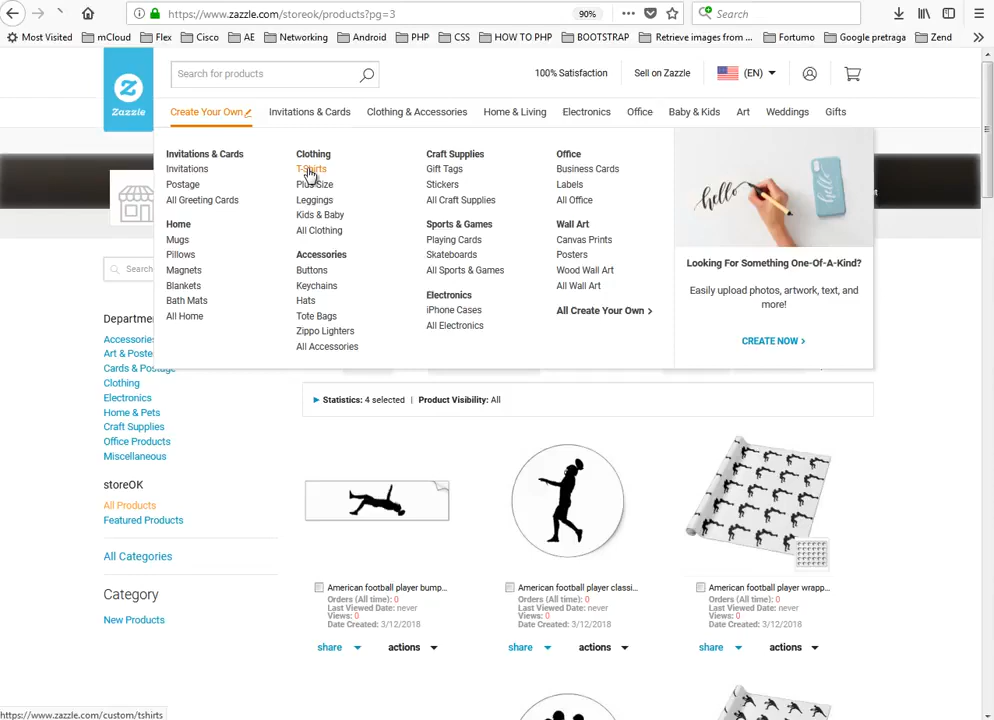 https://www.zazzle.com/storeok/products?pg=3
90%
Search
Most Visited
mCloud
Flex
Cisco
AE
Networking
Android
PHP
CSS
HOW TO PHP
BOOTSTRAP
Retrieve images from ...
Fortumo
Google pretraga
Zend
Zazzle
Search for products
100% Satisfaction
Sell on Zazzle
(EN)
Create Your Own
Invitations & Cards
Clothing & Accessories
Home & Living
Electronics
Office
Baby & Kids
Art
Weddings
Gifts
Invitations & Cards
Invitations
Postage
All Greeting Cards
Home
Mugs
Pillows
Magnets
Blankets
Bath Mats
All Home
Clothing
T-Shirts
Plus Size
Leggings
Kids & Baby
All Clothing
Accessories
Buttons
Keychains
Hats
Tote Bags
Zippo Lighters
All Accessories
Craft Supplies
Gift Tags
Stickers
All Craft Supplies
Sports & Games
Playing Cards
Skateboards
All Sports & Games
Electronics
iPhone Cases
All Electronics
Office
Business Cards
Labels
All Office
Wall Art
Canvas Prints
Posters
Wood Wall Art
All Wall Art
All Create Your Own >
hello
hello
Looking For Something One-Of-A-Kind?
Easily upload photos, artwork, text, and
more!
CREATE NOW >
Search
Departme
Accessories
Art & Poste
Cards & Postage
Clothing
Electronics
Home & Pets
Craft Supplies
Office Products
Miscellaneous
storeOK
All Products
Featured Products
All Categories
Category
New Products
Statistics: 4 selected | Product Visibility: All
American football player bump...
Orders (All time): 0
Last Viewed Date: never
Views: 0
Date Created: 3/12/2018
share
actions
American football player classi...
Orders (All time): 0
Last Viewed Date: never
Views: 0
Date Created: 3/12/2018
share
actions
American football player wrapp...
Orders (All time): 0
Last Viewed Date: never
Views: 0
Date Created: 3/12/2018
share
actions
https://www.zazzle.com/custom/tshirts